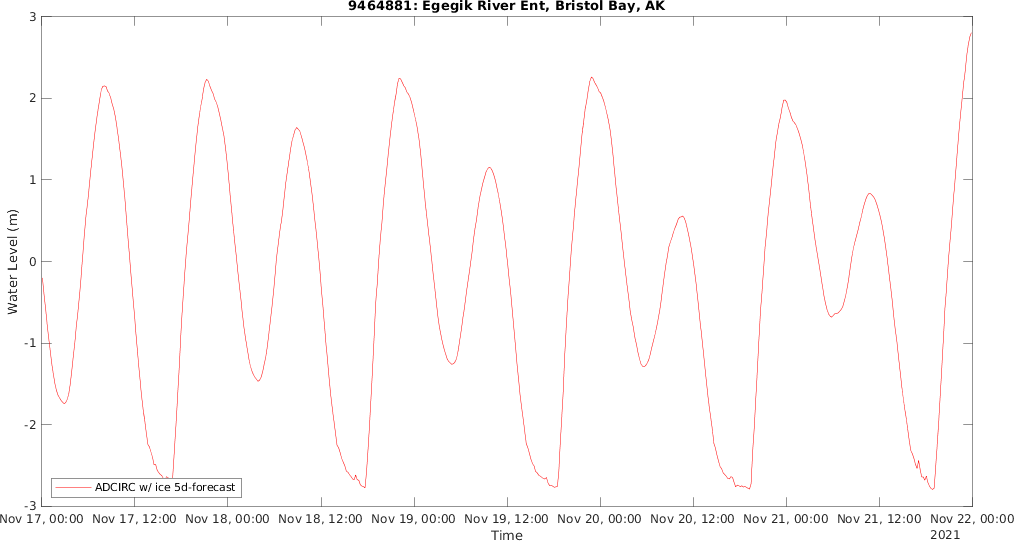 9464881: Egegik River Ent, Bristol Bay, AK
3
2
1
0
-1
-2
-3
Water Level (m)
ADCIRC w/ ice 5d-forecast
Nov 17, 00:00 Nov 17, 12:00 Nov 18, 00:00 Nov 18, 12:00 Nov 19, 00:00 Nov 19, 12:00 Nov 20, 00:00 Nov 20, 12:00 Nov 21, 00:00 Nov 21, 12:00 Nov 22, 00:00
Time
2021